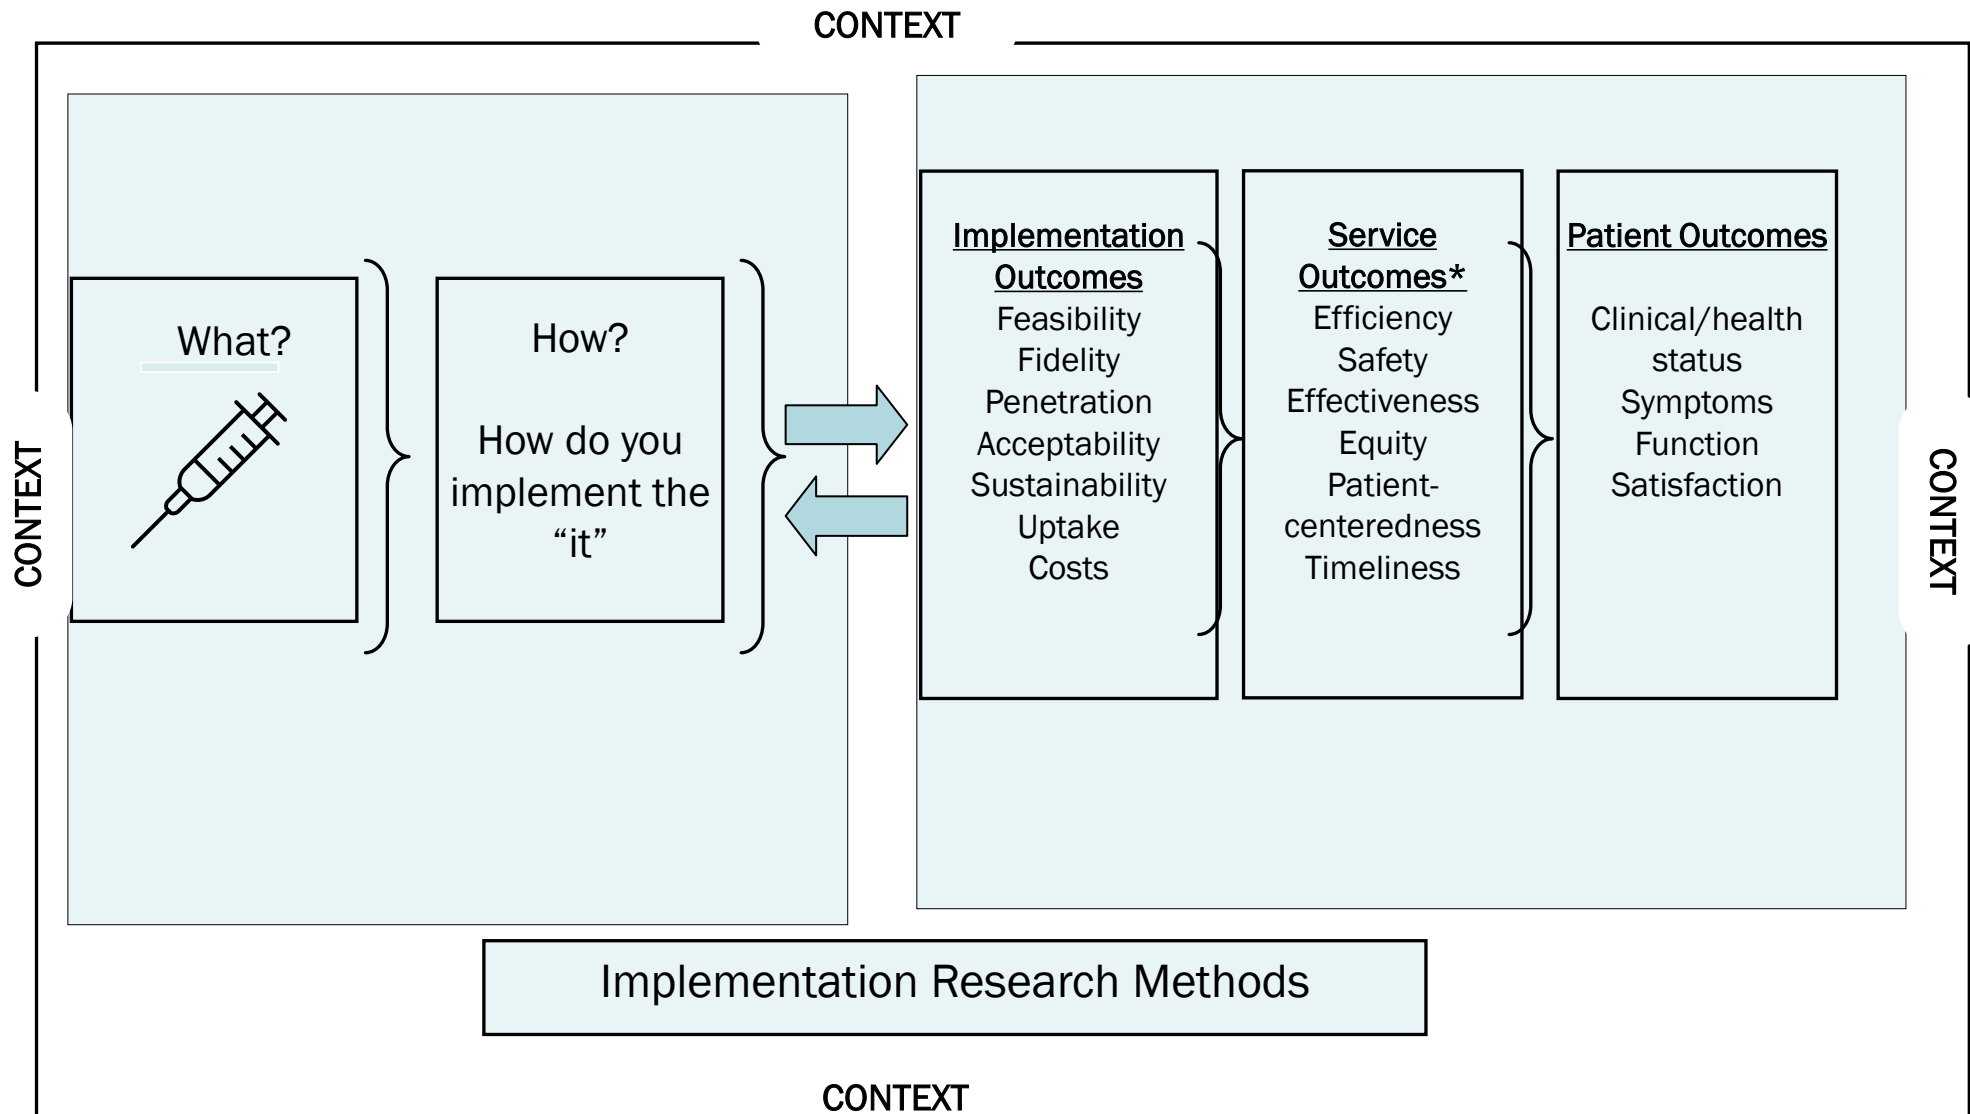 CONTEXT
CONTEXT
What?
How?
How do you
implement the
“it”
Implementation
Outcomes
Feasibility
Fidelity
Penetration
Acceptability
Sustainability
Uptake
Costs
Service
Outcomes*
Efficiency
Safety
Effectiveness
Equity
Patient-
centeredness
Timeliness
Patient Outcomes
Clinical/health
status
Symptoms
Function
Satisfaction
CONTEXT
Implementation Research Methods
CONTEXT